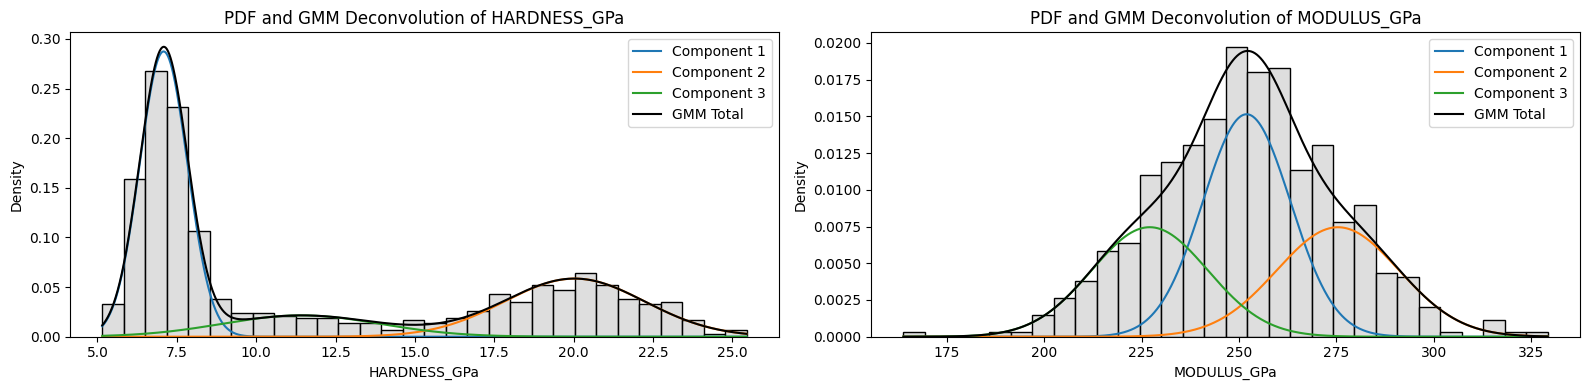 PDF and GMM Deconvolution of HARDNESS_GPa
Component 1
Component 2
Component 3
GMM Total
0.30
0.25
0.20
0.15
0.10
0.05
0.00
Density
5.0 7.5 10.0 12.5 15.0 17.5 20.0 22.5 25.0
HARDNESS_GPa
PDF and GMM Deconvolution of MODULUS_GPa
Component 1
Component 2
Component 3
GMM Total
0.0200
0.0175
0.0150
0.0125
0.0100
0.0075
0.0050
0.0025
0.0000
Density
175 200 225 250 275 300 325
MODULUS_GPa